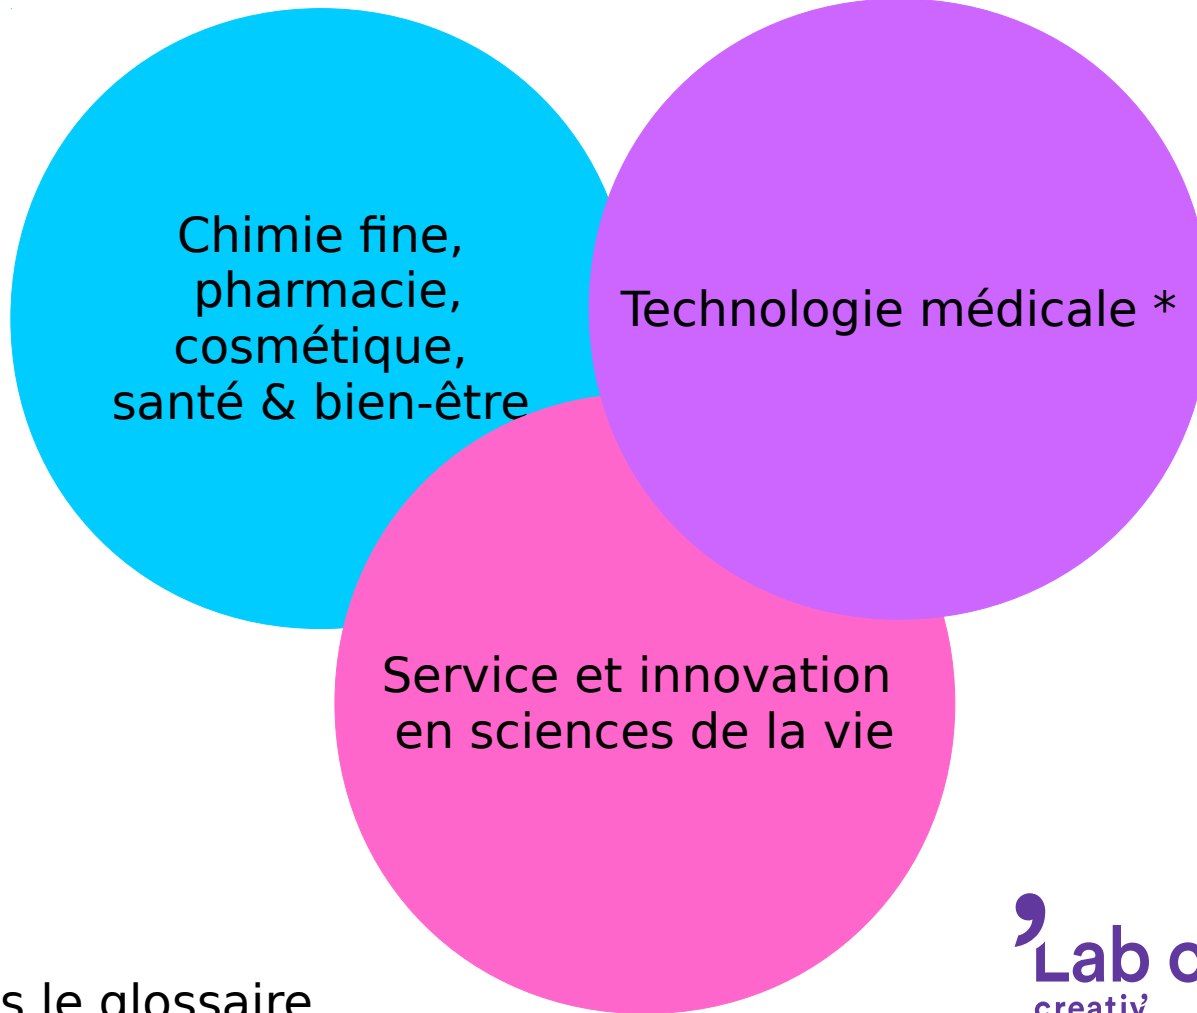 Chimie fine,
pharmacie,
cosmétique,
santé & bien-être
Technologie médicale *
Service et innovation
en sciences de la vie
le glossaire
Lab
creativ'